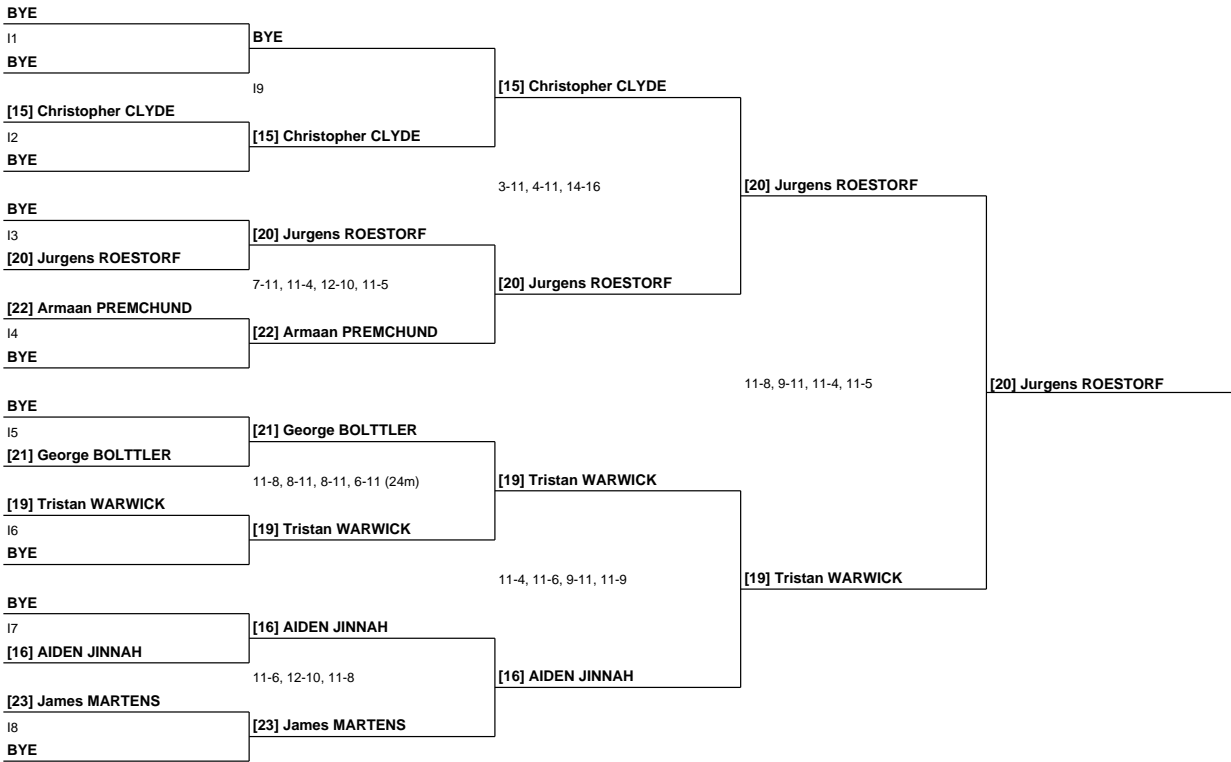 BYE
I1
BYE
BYE
I9
[15] Christopher CLYDE
[15] Christopher CLYDE
I2
[15] Christopher CLYDE
BYE
3-11, 4-11, 14-16
[20] Jurgens ROESTORF
BYE
I3
[20] Jurgens ROESTORF
[20] Jurgens ROESTORF
7-11, 11-4, 12-10, 11-5
[20] Jurgens ROESTORF
[22] Armaan PREMCHUND
I4
[22] Armaan PREMCHUND
BYE
11-8, 9-11, 11-4, 11-5
[20] Jurgens ROESTORF
BYE
I5
[21] George BOLTTLER
[21] George BOLTTLER
11-8, 8-11, 8-11, 6-11 (24m)
[19] Tristan WARWICK
[19] Tristan WARWICK
I6
[19] Tristan WARWICK
BYE
11-4, 11-6, 9-11, 11-9
[19] Tristan WARWICK
BYE
I7
[16] AIDEN JINNAH
[16] AIDEN JINNAH
11-6, 12-10, 11-8
[16] AIDEN JINNAH
[23] James MARTENS
I8
[23] James MARTENS
BYE